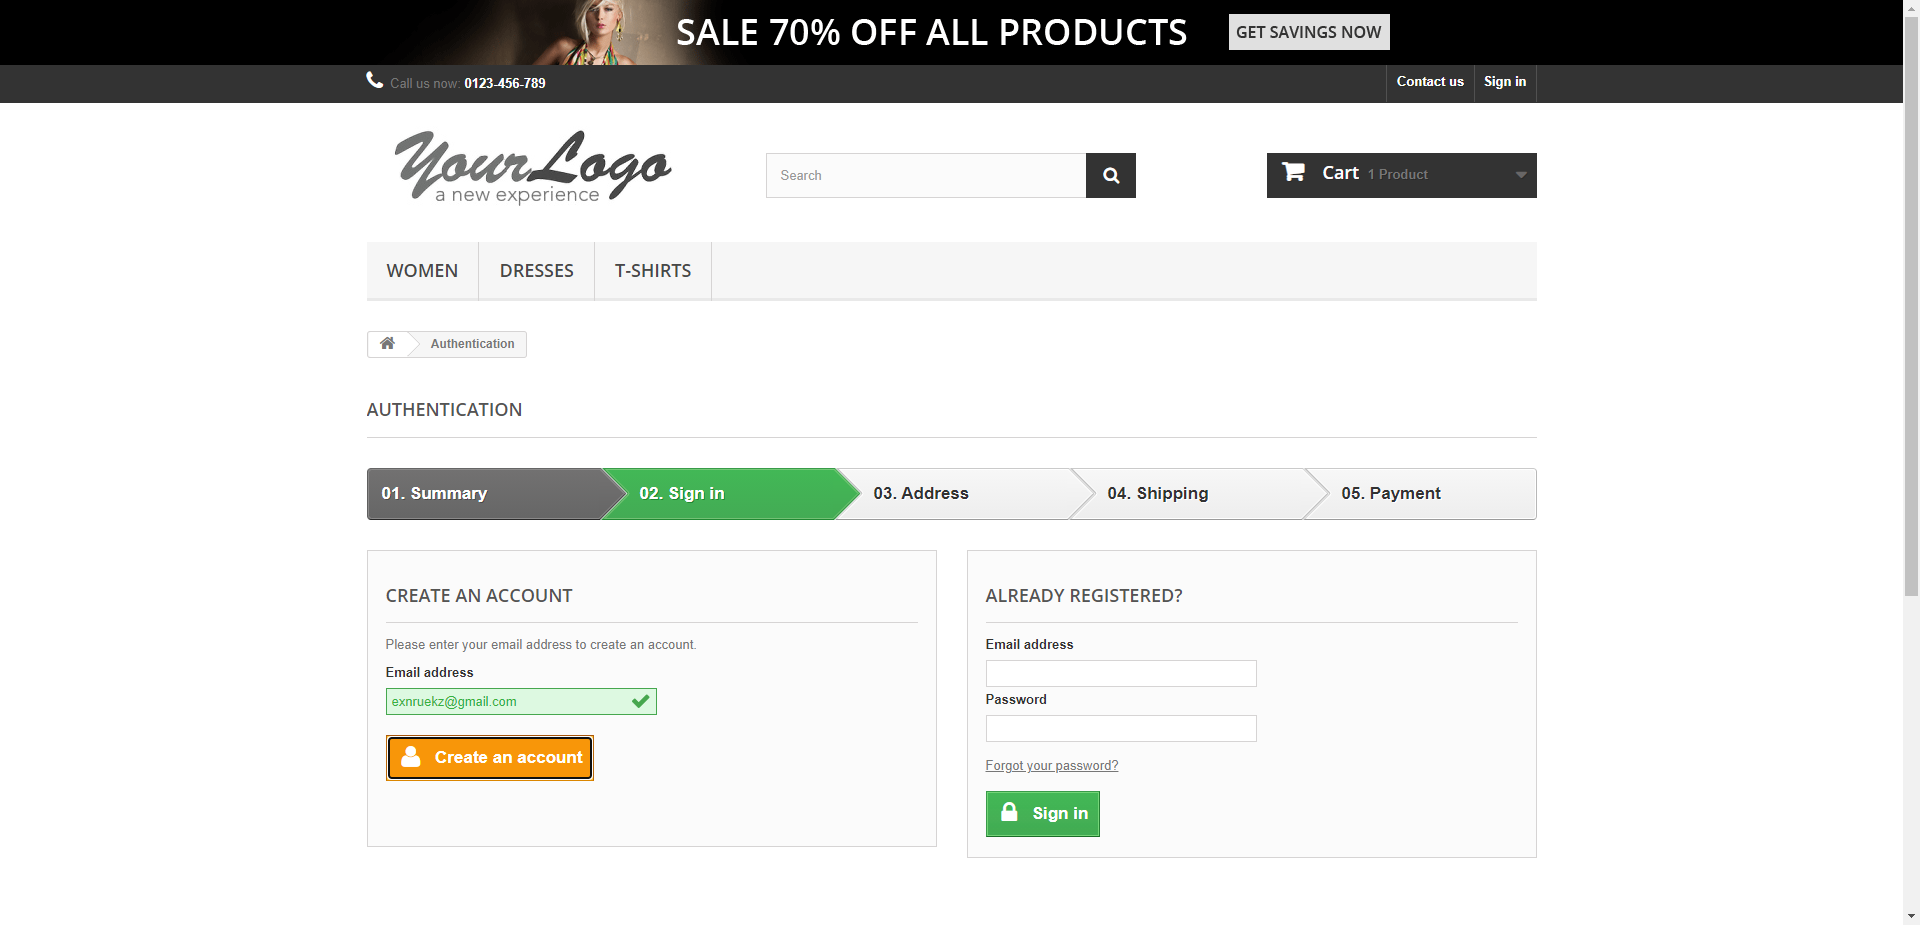 SALE 70% OFF ALL PRODUCTS GET SAVINGS NOW
Call us now: 0123-456-789 Contact us Sign in
Your Logo
a new experience
Search
Cart 1 Product
WOMEN DRESSES T-SHIRTS
Authentication
AUTHENTICATION
01. Summary 02. Sign in 03. Address 04. Shipping 05. Payment
CREATE AN ACCOUNT
Please enter your email address to create an account.
Email address
exnruekz@gmail.com
Create an account
ALREADY REGISTERED?
Email address
Password
Forgot your password?
Sign in